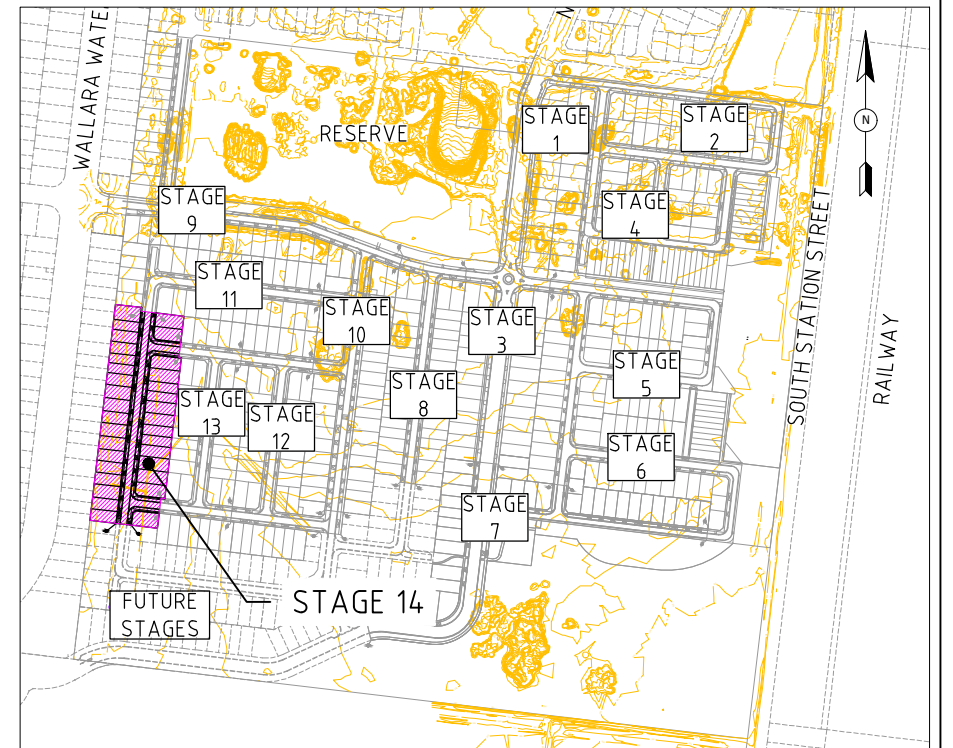 WALLARA WATE
N
RESERVE
STAGE
1
STAGE
2
N
STAGE
9
STAGE
4
STAGE
11
STAGE
10
STAGE
3
SOUTH STATION STREET
RAILWAY
STAGE
5
STAGE
8
STAGE
13
STAGE
12
STAGE
6
STAGE
7
STAGE 14
FUTURE
STAGES